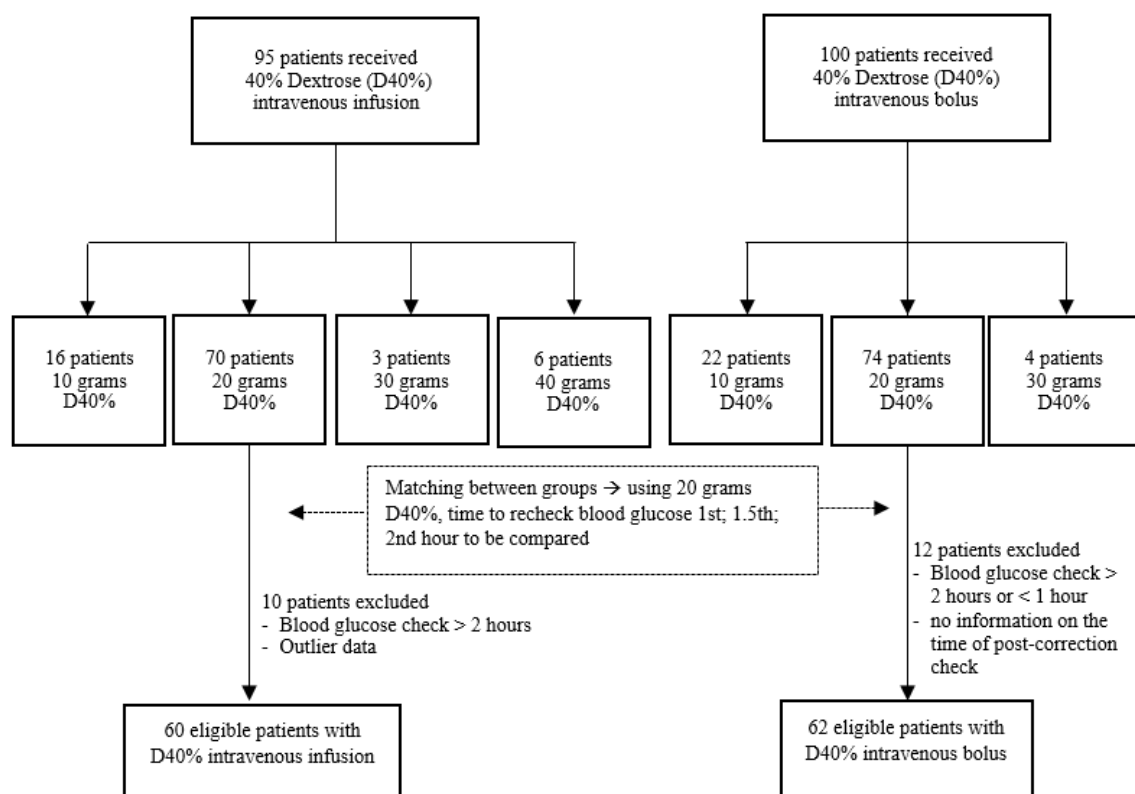 95 patients received
40% Dextrose (D40%)
intravenous infusion
100 patients received
40% Dextrose (D40%)
intravenous bolus
16 patients
10 grams
D40%
70 patients
20 grams
D40%
3 patients
30 grams
D40%
6 patients
40 grams
D40%
22 patients
10 grams
D40%
74 patients
20 grams
D40%
4 patients
30 grams
D40%
Matching between groups → using 20 grams
D40%, time to recheck blood glucose 1st; 1.5th;
2nd hour to be compared
10 patients excluded
- Blood glucose check > 2 hours
- Outlier data
12 patients excluded
- Blood glucose check >
2 hours or < 1 hour
- no information on the
time of post-correction
check
60 eligible patients with
D40% intravenous infusion
62 eligible patients with
D40% intravenous bolus